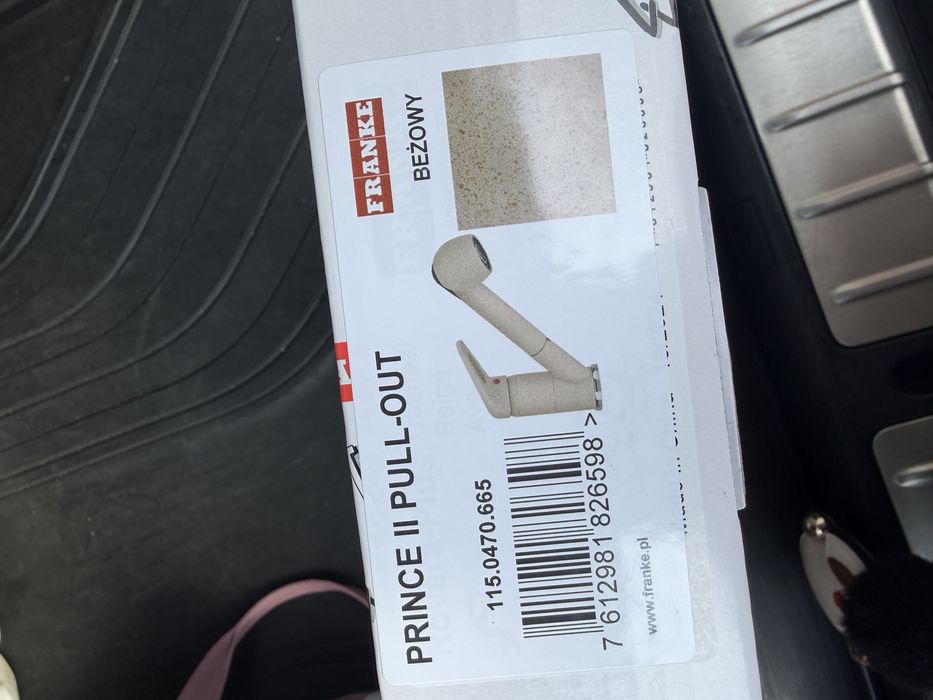 FRANKE
BEŻOWY
PRINCE II PULL-OUT
115.0470.665
7 612981 826598 >
www.franke.pl